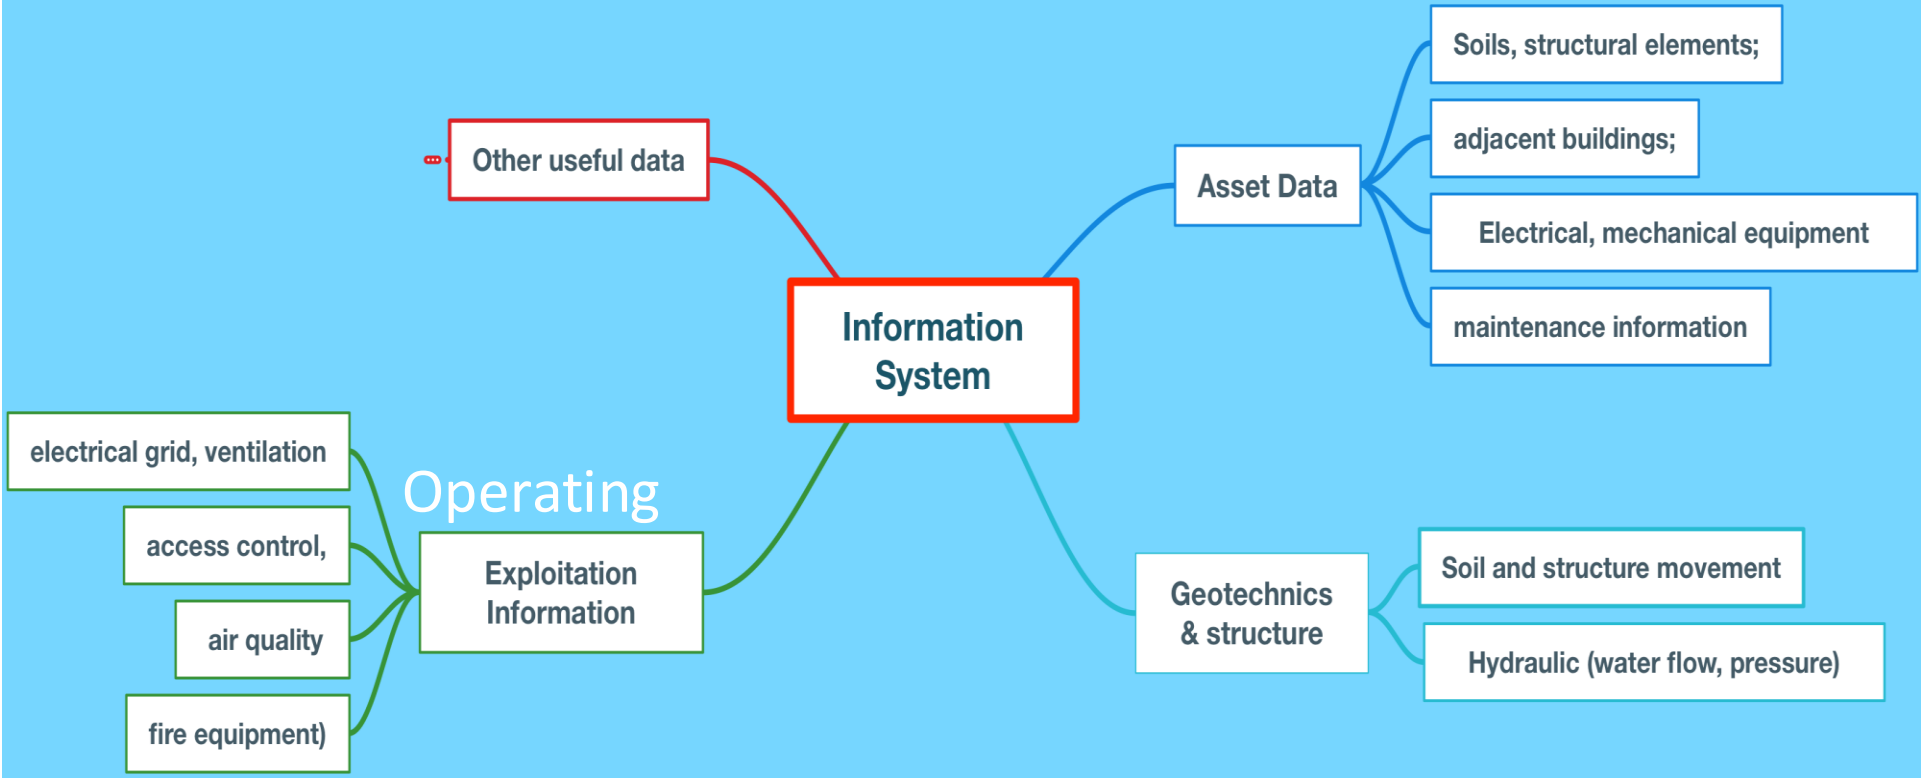 Other useful data
Information
System
Asset Data
Soils, structural elements;
adjacent buildings;
Electrical, mechanical equipment
maintenance information
Operating
Exploitation
Information
electrical grid, ventilation
access control,
air quality
fire equipment)
Geotechnics
& structure
Soil and structure movement
Hydraulic (water flow, pressure)